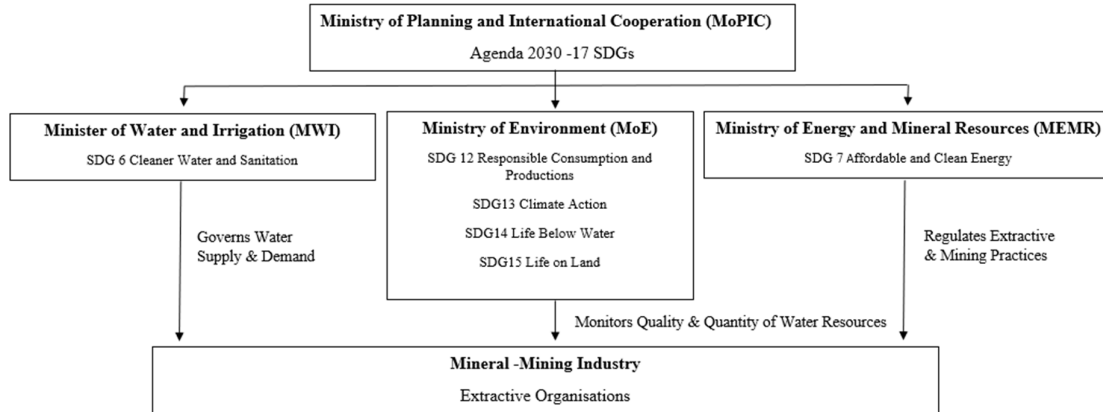 Ministry of Planning and International Cooperation (MoPIC)
Agenda 2030 -17 SDGs
Minister of Water and Irrigation (MWI)
SDG 6 Cleaner Water and Sanitation
Ministry of Environment (MoE)
SDG 12 Responsible Consumption and
Productions
SDG13 Climate Action
SDG14 Life Below Water
SDG15 Life on Land
Ministry of Energy and Mineral Resources (MEMR)
SDG 7 Affordable and Clean Energy
Governs Water
Supply & Demand
Monitors Quality & Quantity of Water Resources
Regulates Extractive
& Mining Practices
Mineral -Mining Industry
Extractive Organisations